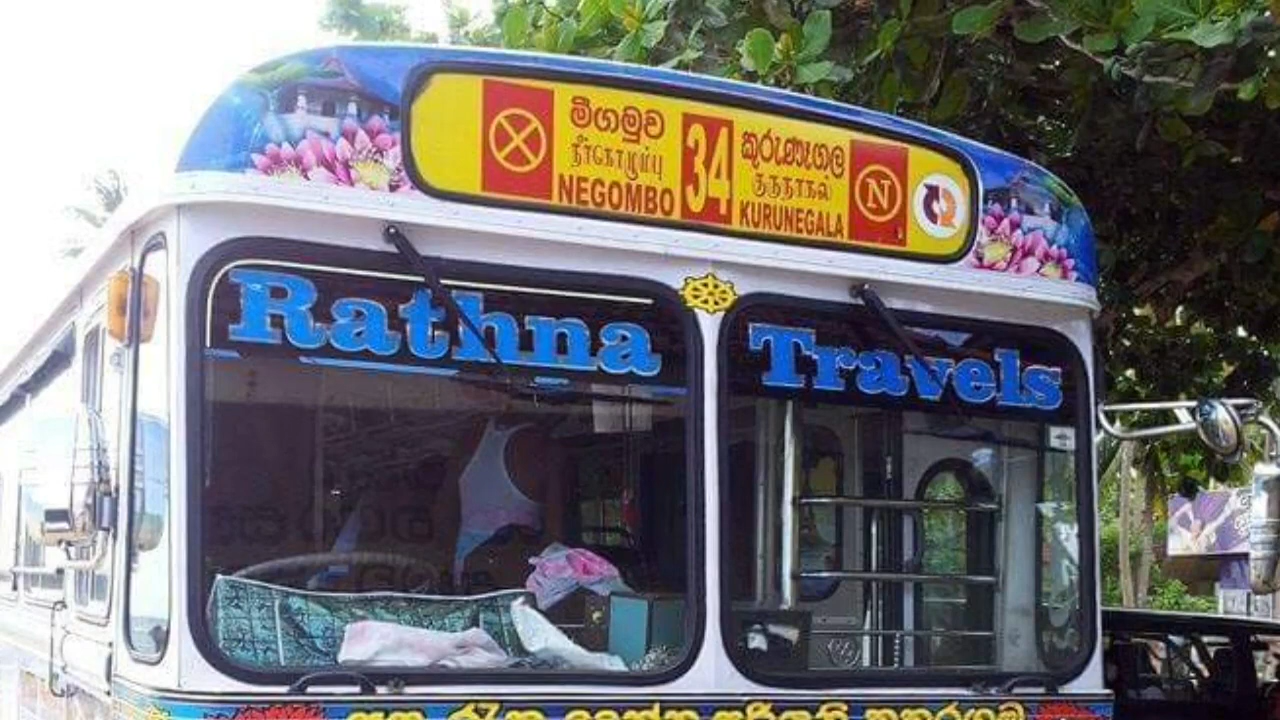 මීගමුව
நீர்கொழும்பு
NEGOMBO
34
කුරුණෑගල
குருநாகல்
KURUNEGALA
N
Rathna Travels